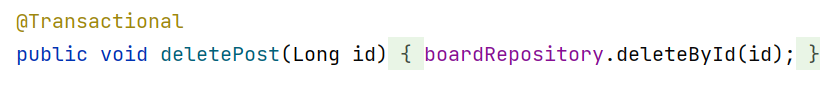 @Transactional
public void deletePost(Long id) { boardRepository.deleteById(id); }